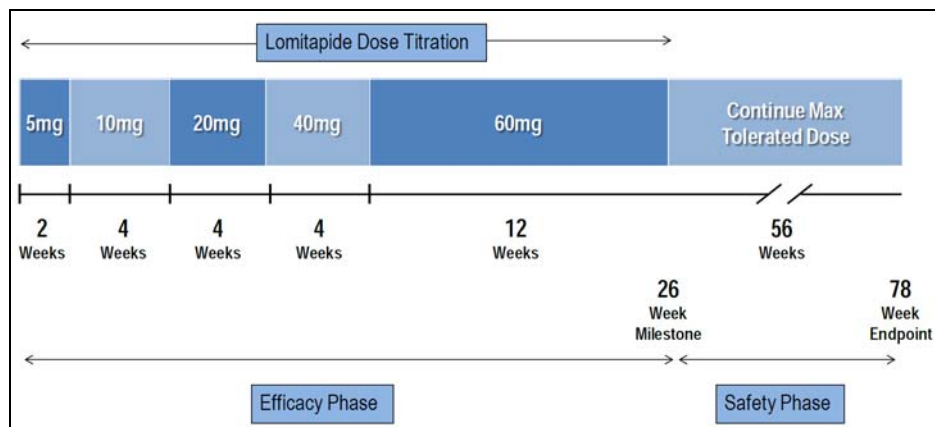 Lomitapide Dose Titration
5mg
10mg
20mg
40mg
60mg
Continue Max
Tolerated Dose
2
Weeks
4
Weeks
4
Weeks
4
Weeks
12
Weeks
56
Weeks
26
Week
Milestone
78
Week
Endpoint
Efficacy Phase
Safety Phase